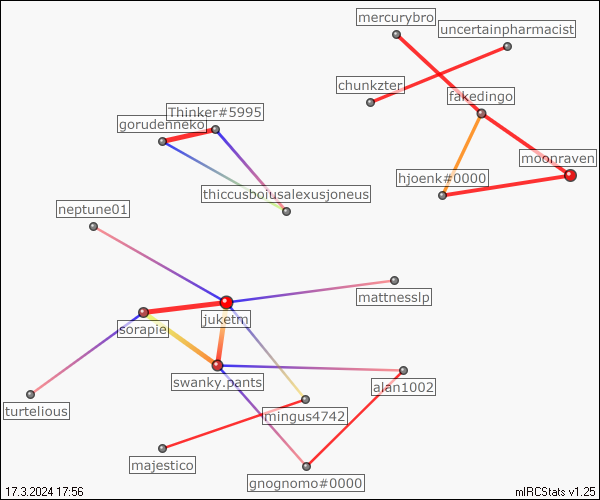 mercurybro
uncertainpharmacist
chunkzter
fakedingo
Thinker#5995
gorudenneko
moonraven
hjoenk#0000
thiccusboiusalexusjoneus
neptune01
mattnesslp
juketm
sorapie
swanky.pants
alan1002
turtelious
mingus4742
majestico
gnognomo#0000
17.3.2024 17:56
mIRCStats v1.25